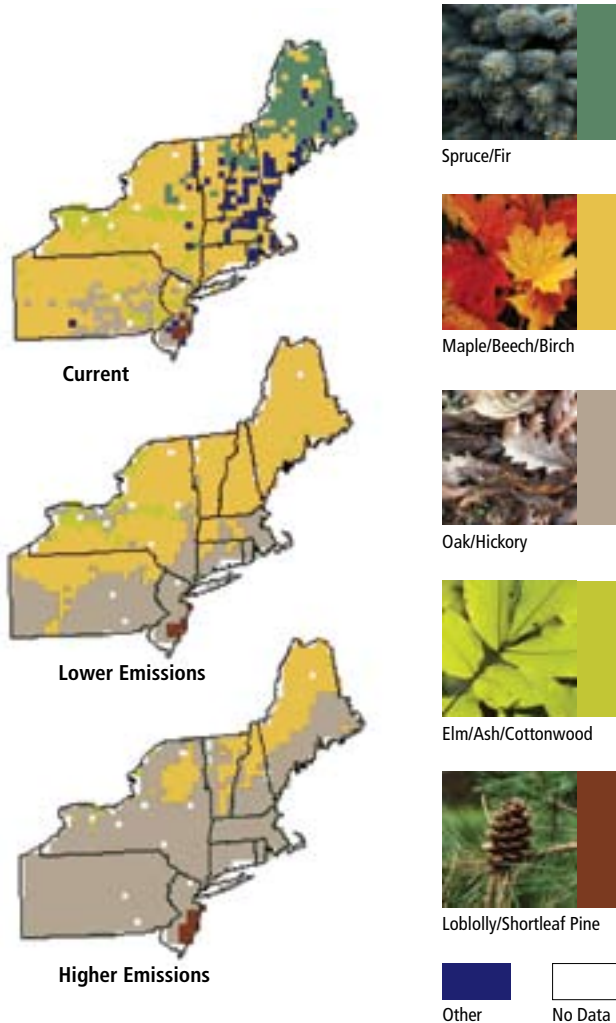 Spruce/Fir
Maple/Beech/Birch
Current
Oak/Hickory
Lower Emissions
Elm/Ash/Cottonwood
Loblolly/Shortleaf Pine
Higher Emissions
Other
No Data